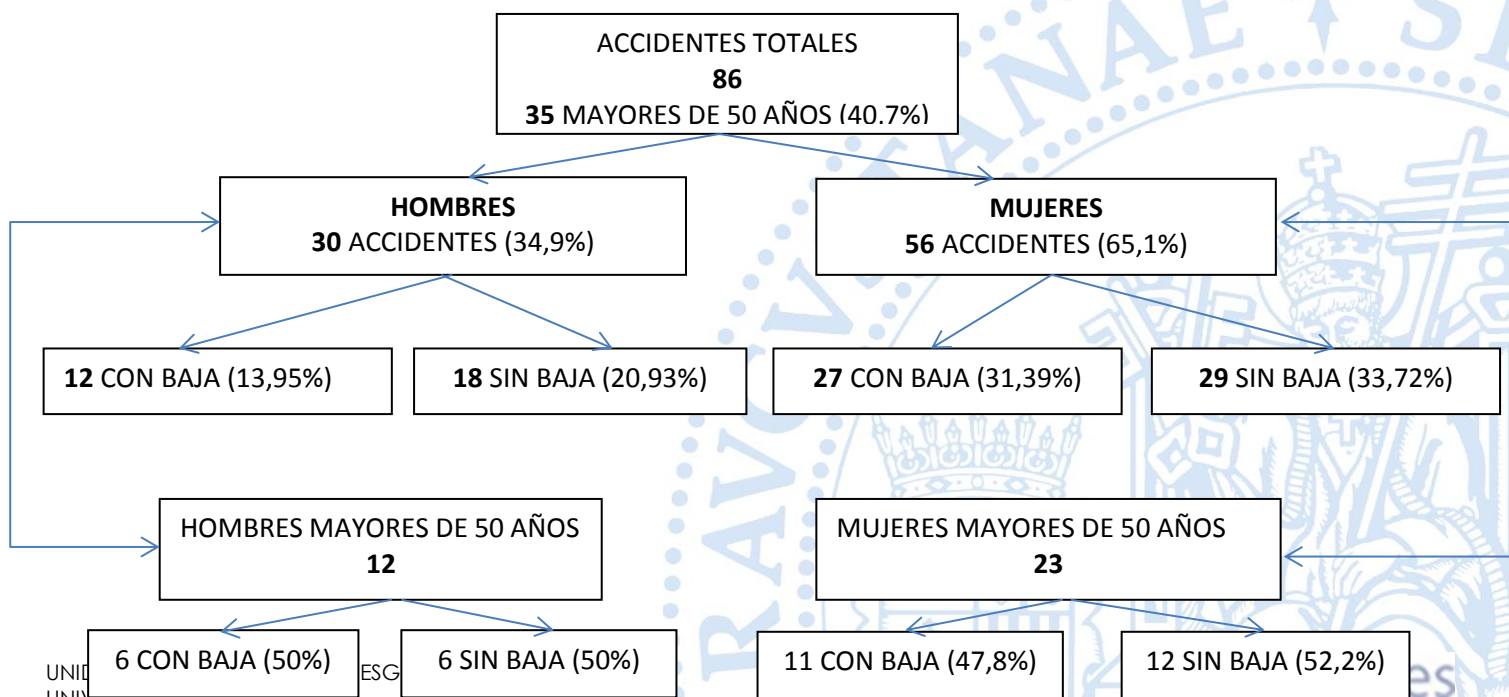 ACCIDENTES TOTALES
86
35 MAYORES DE 50 AÑOS (40.7%)
HOMBRES
30 ACCIDENTES (34,9%)
MUJERES
56 ACCIDENTES (65,1%)
12 CON BAJA (13,95%)
18 SIN BAJA (20,93%)
27 CON BAJA (31,39%)
29 SIN BAJA (33,72%)
HOMBRES MAYORES DE 50 AÑOS
12
MUJERES MAYORES DE 50 AÑOS
23
6 CON BAJA (50%)
6 SIN BAJA (50%)
11 CON BAJA (47,8%)
12 SIN BAJA (52,2%)